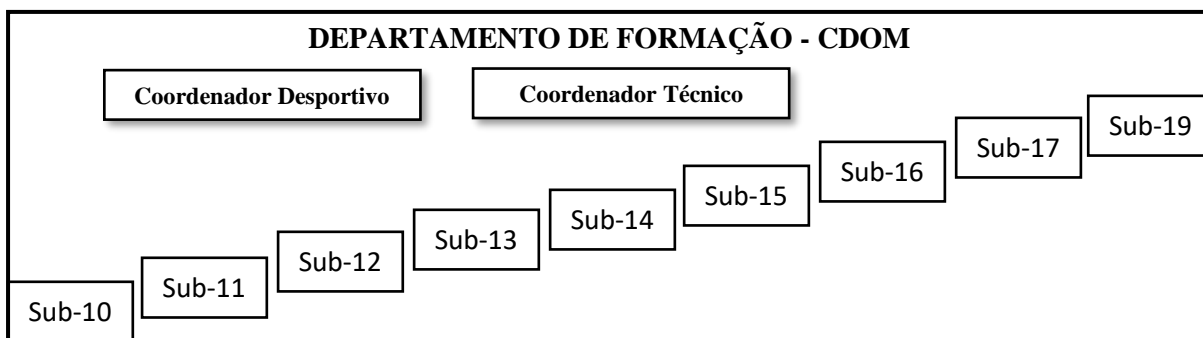 DEPARTAMENTO DE FORMAÇÃO - CDOM
Coordenador Desportivo
Coordenador Técnico
Sub-10
Sub-11
Sub-12
Sub-13
Sub-14
Sub-15
Sub-16
Sub-17
Sub-19